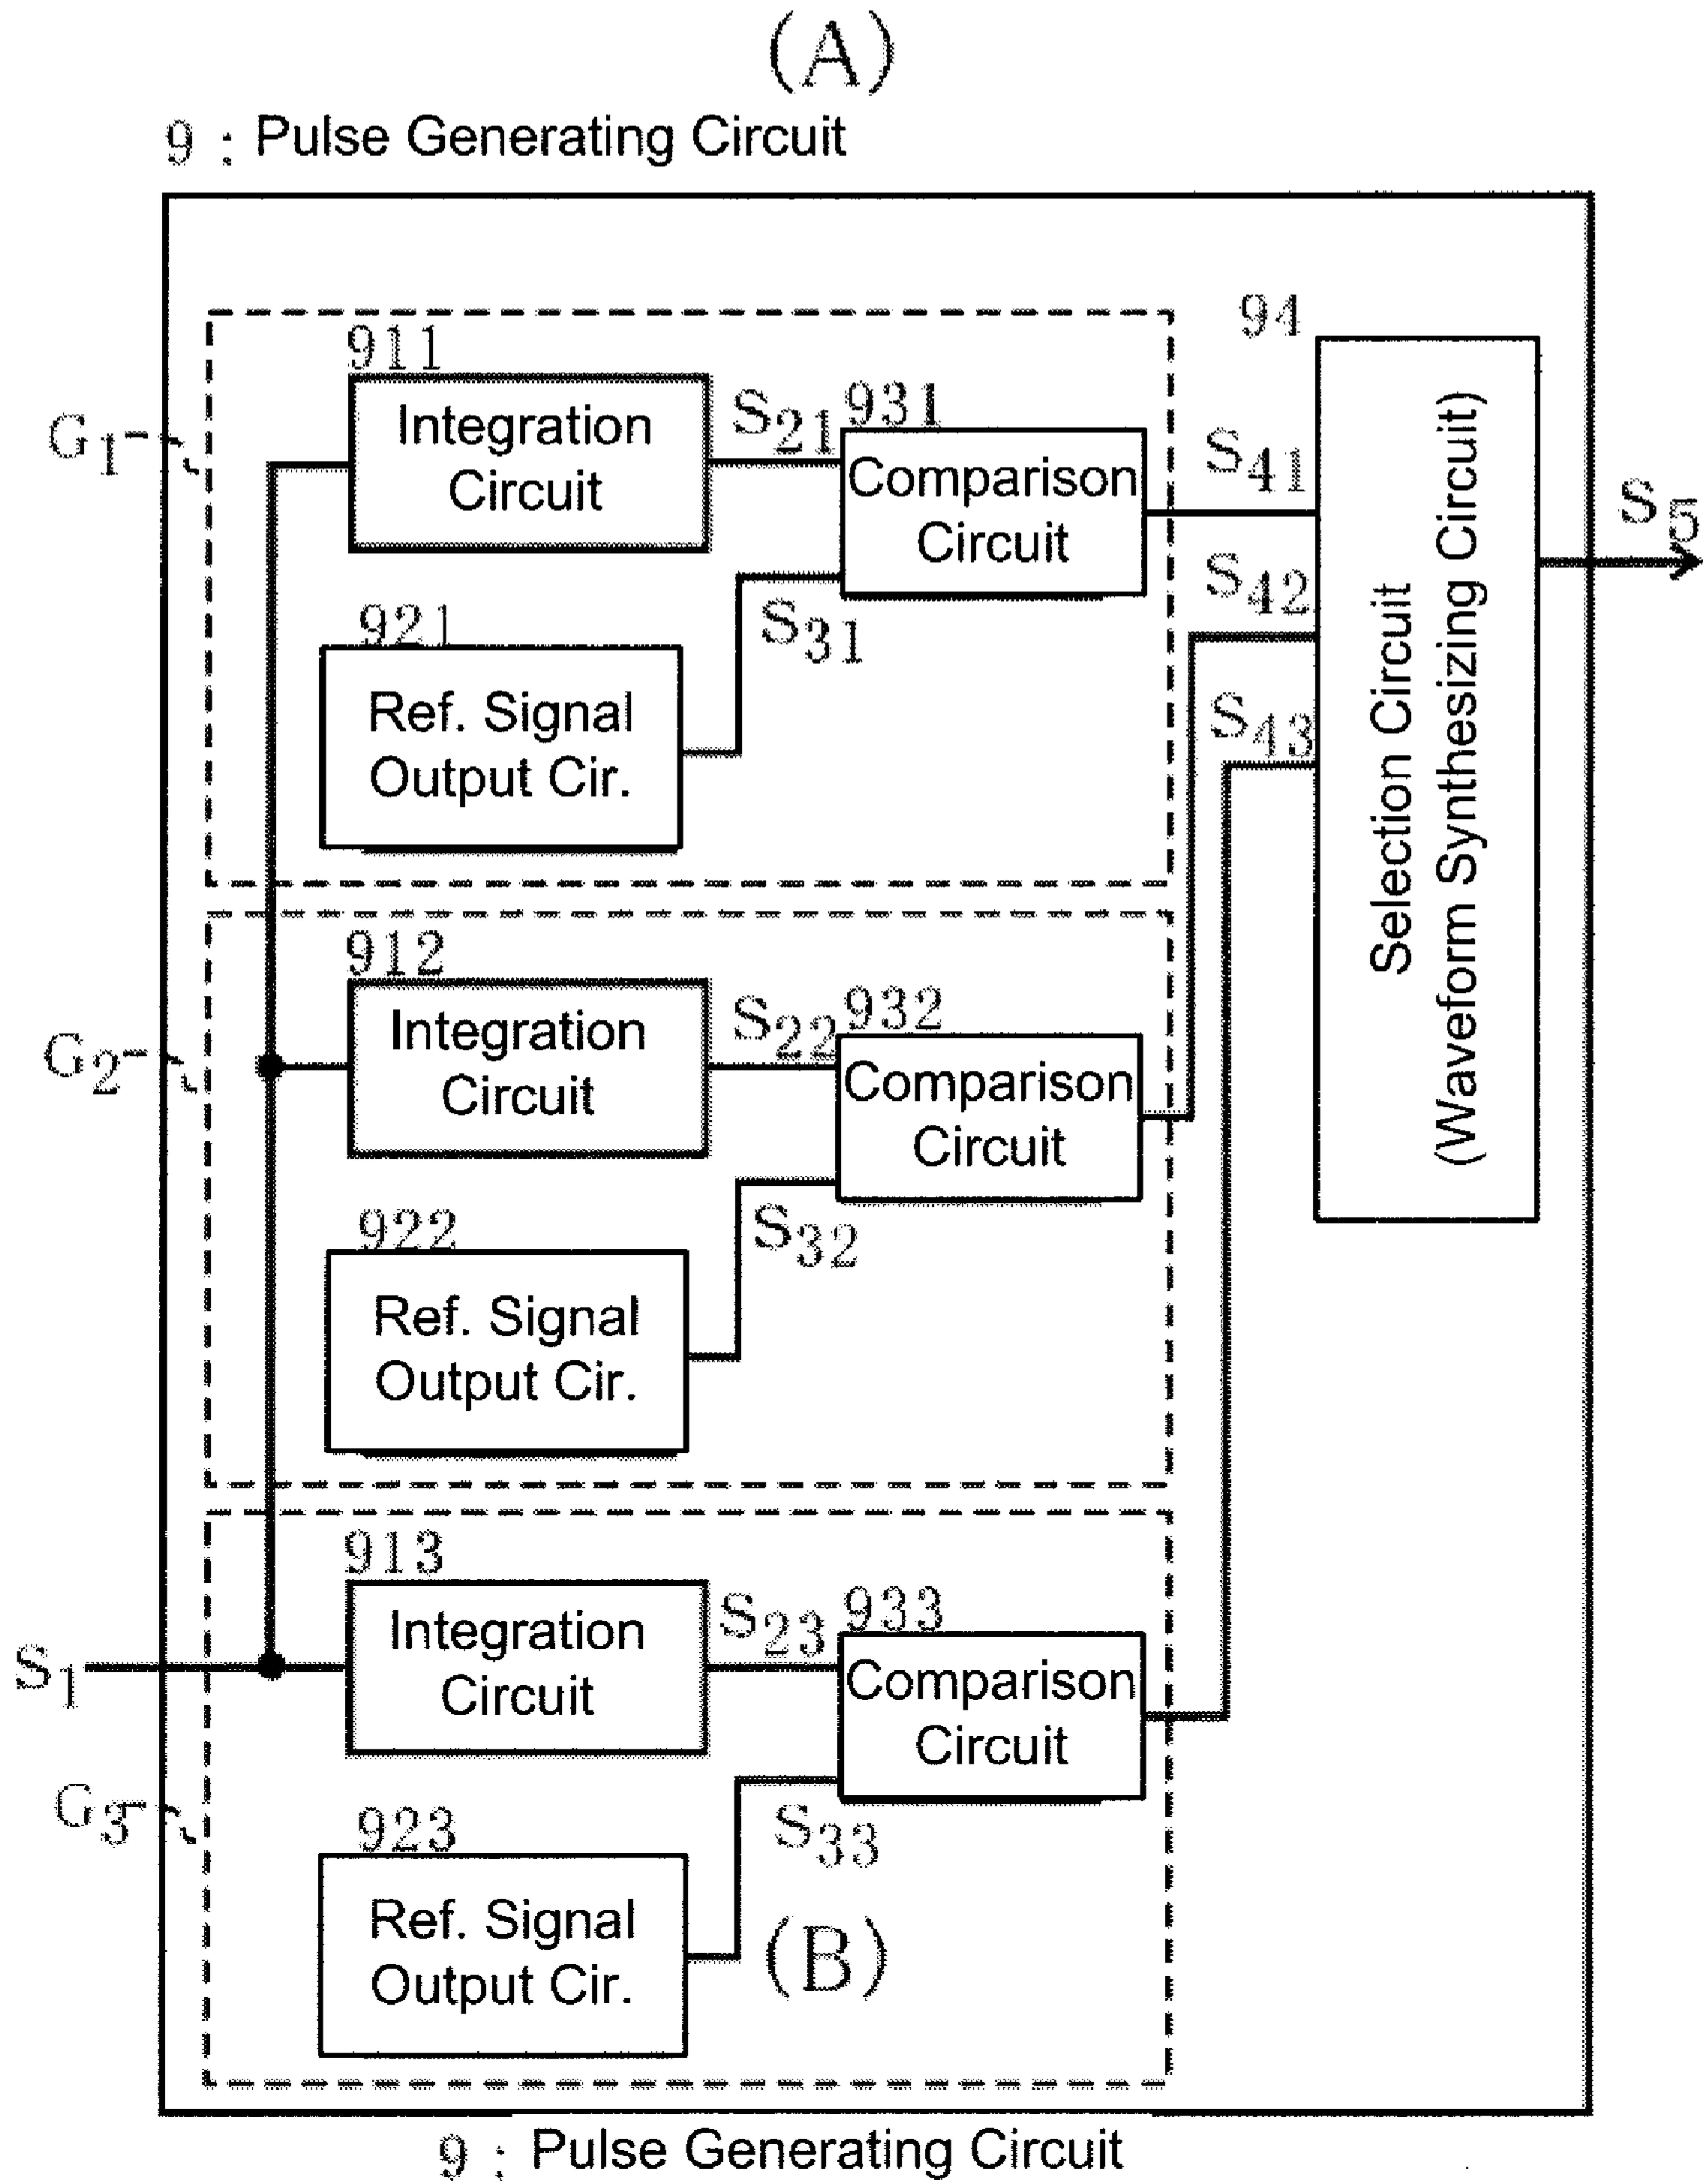 (A)
9 : Pulse Generating Circuit
G1
911
Integration
Circuit
S21
931
Comparison
Circuit
921
Ref. Signal
Output Cir.
S31
S41
S42
S43
94
Selection Circuit
(Waveform Synthesizing Circuit)
S5
G2
912
Integration
Circuit
S22
932
Comparison
Circuit
922
Ref. Signal
Output Cir.
S32
S1
G3
913
Integration
Circuit
S23
933
Comparison
Circuit
923
Ref. Signal
Output Cir.
S33
(B)
9 : Pulse Generating Circuit